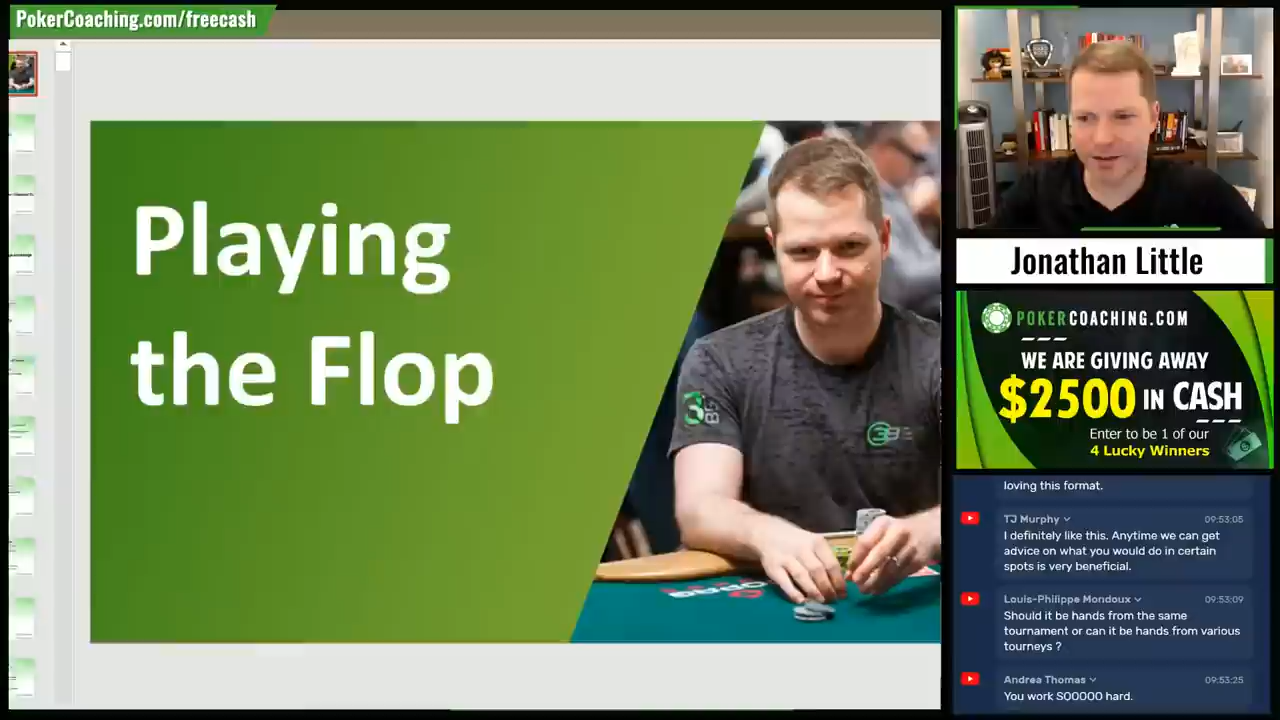 PokerCoaching.com/freecash
Playing
the Flop
Jonathan Little
POKERCOACHING.COM
WE ARE GIVING AWAY
$2500 IN CASH
Enter to be 1 of our
4 Lucky Winners
loving this format.
TJ Murphy
09:53:05
I definitely like this. Anytime we can get
advice on what you would do in certain
spots is very beneficial.
Louis-Philippe Mondoux
09:53:09
Should it be hands from the same
tournament or can it be hands from various
tourneys ?
Andrea Thomas
09:53:25
You work SOOOOO hard.